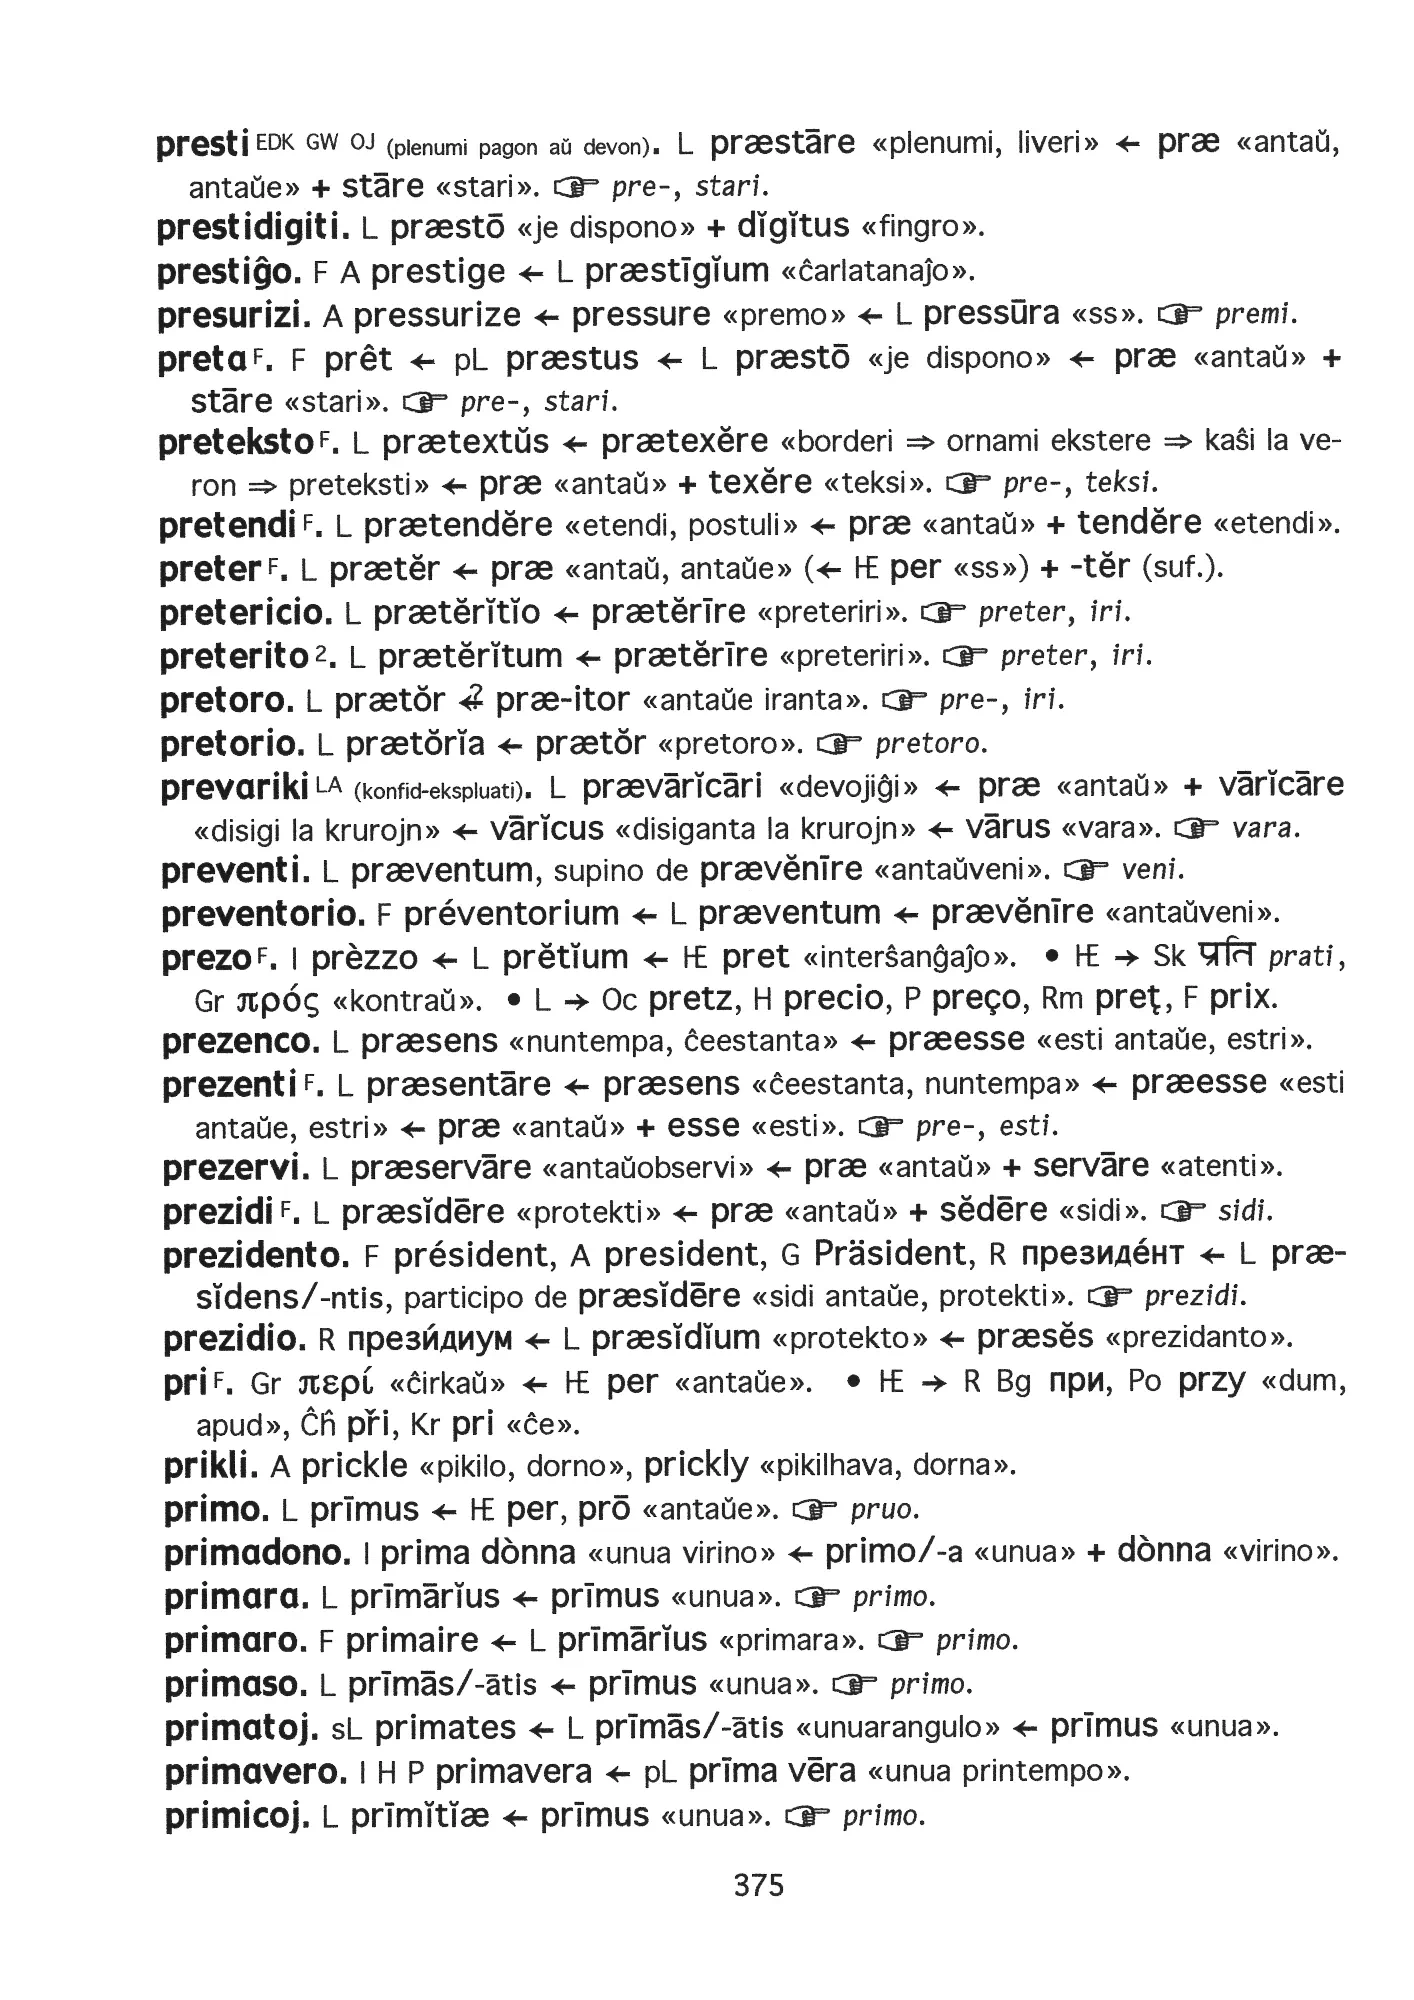 presti EDK GW OJ (plenumi pagon aŭ devon). L præstāre «plenumi, liveri» ← præ «antaŭ,
antaŭe» + stāre «stari». ☞ pre-, stari.
prestidigiti. L præstō «je dispono» + dĭgĭtus «fingro».
prestiĝo. F A prestige ← L præstīgĭum «ĉarlatanaĵo».
presurizi. A pressurize ← pressure «premo» ← L pressūra «ss». ☞ premi.
preta F. F prêt ← pL præstus ← L præstō «je dispono» ← præ «antaŭ» +
stāre «stari». ☞ pre-, stari.
preteksto F. L prætextŭs ← prætexĕre «borderi ⇒ ornami ekstere ⇒ kaŝi la ve-
ron ⇒ preteksti» ← præ «antaŭ» + texĕre «teksi». ☞ pre-, teksi.
pretendi F. L prætendĕre «etendi, postuli» ← præ «antaŭ» + tendĕre «etendi».
preter F. L prætĕr ← præ «antaŭ, antaŭe» (← IE per «ss») + -tĕr (suf.).
pretericio. L prætĕrĭtĭo ← prætĕrīre «preteriri». ☞ preter, iri.
preterito 2. L prætĕrĭtum ← prætĕrīre «preteriri». ☞ preter, iri.
pretoro. L prætŏr ←? præ-itor «antaŭe iranta». ☞ pre-, iri.
pretorio. L prætŏrĭa ← prætŏr «pretoro». ☞ pretoro.
prevariki LA (konfid-ekspluati). L prævārĭcāri «devojiĝi» ← præ «antaŭ» + vārĭcāre
«disigi la krurojn» ← vārĭcus «disiganta la krurojn» ← vārus «vara». ☞ vara.
preventi. L præventum, supino de prævĕnīre «antaŭveni». ☞ veni.
preventorio. F préventorium ← L præventum ← prævĕnīre «antaŭveni».
prezo F. I prèzzo ← L prĕtĭum ← IE pret «interŝanĝaĵo». • IE → Sk प्रति prati,
Gr πρός «kontraŭ». • L → Oc pretz, H precio, P preço, Rm preţ, F prix.
prezenco. L præsens «nuntempa, ĉeestanta» ← præesse «esti antaŭe, estri».
prezenti F. L præsentāre ← præsens «ĉeestanta, nuntempa» ← præesse «esti
antaŭe, estri» ← præ «antaŭ» + esse «esti». ☞ pre-, esti.
prezervi. L præservāre «antaŭobservi» ← præ «antaŭ» + servāre «atenti».
prezidi F. L præsĭdēre «protekti» ← præ «antaŭ» + sĕdēre «sidi». ☞ sidi.
prezidento. F président, A president, G Präsident, R президéнт ← L præ-
sĭdens/-ntis, participo de præsĭdēre «sidi antaŭe, protekti». ☞ prezidi.
prezidio. R прези́диум ← L præsĭdĭum «protekto» ← præsĕs «prezidanto».
pri F. Gr περί «ĉirkaŭ» ← IE per «antaŭe». • IE → R Bg при, Po przy «dum,
apud», Ĉĥ při, Kr pri «ĉe».
prikli. A prickle «pikilo, dorno», prickly «pikilhava, dorna».
primo. L prīmus ← IE per, prō «antaŭe». ☞ pruo.
primadono. I prima dònna «unua virino» ← primo/-a «unua» + dònna «virino».
primara. L prīmārĭus ← prīmus «unua». ☞ primo.
primaro. F primaire ← L prīmārĭus «primara». ☞ primo.
primaso. L prīmās/-ātis ← prīmus «unua». ☞ primo.
primatoj. sL primates ← L prīmās/-ātis «unuarangulo» ← prīmus «unua».
primavero. I H P primavera ← pL prīma vēra «unua printempo».
primicoj. L prīmĭtĭæ ← prīmus «unua». ☞ primo.
375